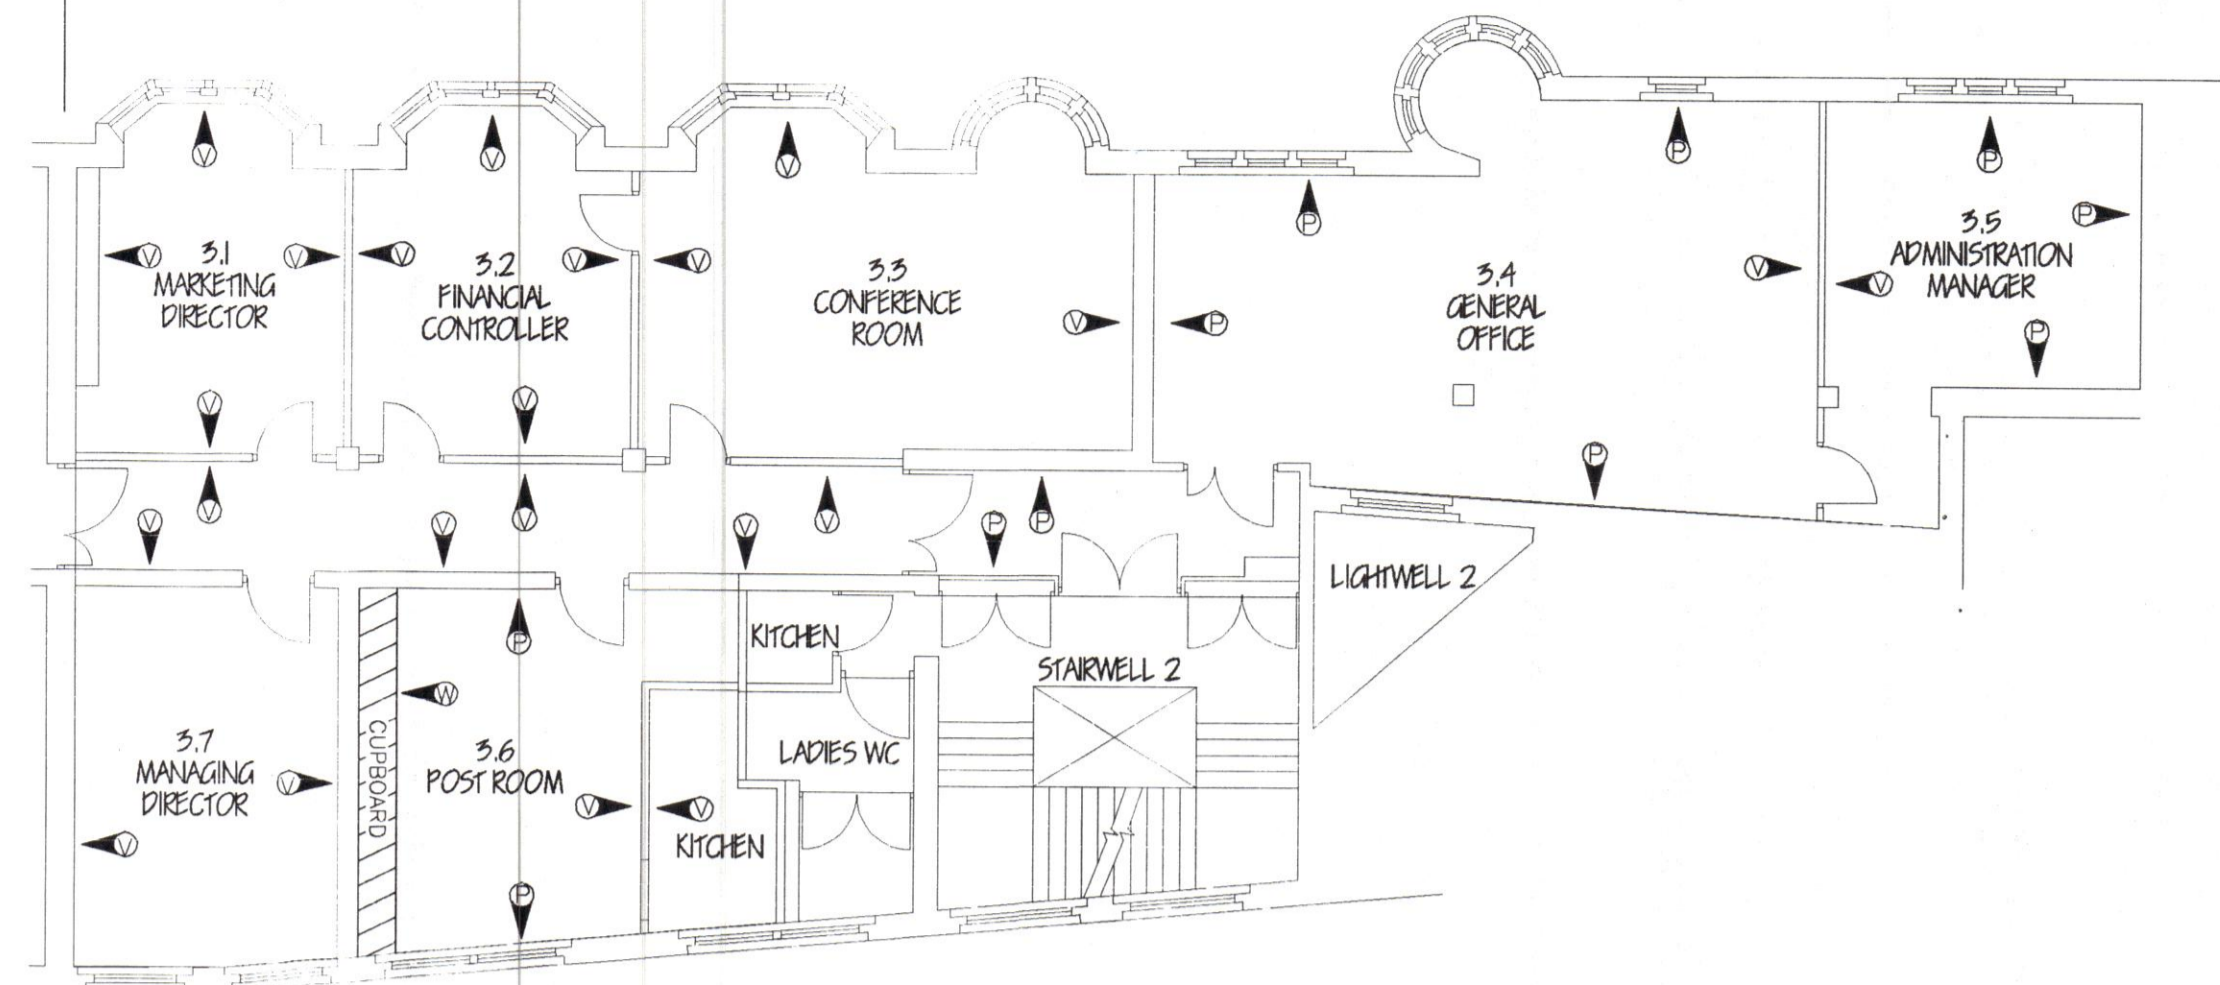 V
V
V
P
P
P
P
3.1
MARKETING
DIRECTOR
V
V
3.2
FINANCIAL
CONTROLLER
V
V
3.3
CONFERENCE
ROOM
V
V
3.4
GENERAL
OFFICE
P
V
3.5
ADMINISTRATION
MANAGER
V
P
V
V
P
V
V
V
P
V
V
V
P
LIGHTWELL 2
P
KITCHEN
STAIRWELL 2
W
3.7
MANAGING
DIRECTOR
V
V
CUPBOARD
3.6
POST ROOM
V
LADIES WC
V
KITCHEN
P